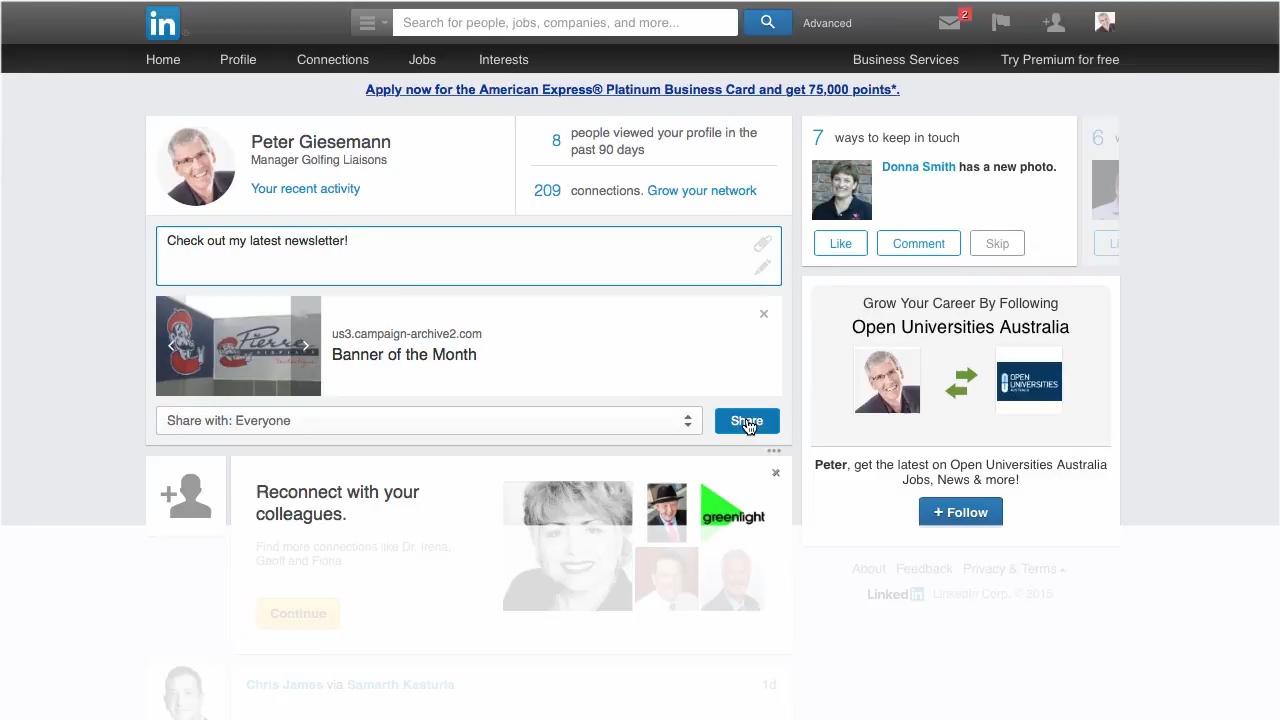 in
Search for people, jobs, companies, and more...
Advanced
2
Home
Profile
Connections
Jobs
Interests
Business Services
Try Premium for free
Apply now for the American Express® Platinum Business Card and get 75,000 points*.
Peter Giesemann
Manager Golfing Liaisons
Your recent activity
8 people viewed your profile in the
past 90 days
209 connections. Grow your network
7 ways to keep in touch
6
Donna Smith has a new photo.
Like
Comment
Skip
Li
Check out my latest newsletter!
Pierre
us3.campaign-archive2.com
Banner of the Month
Share with: Everyone
Share
Grow Your Career By Following
Open Universities Australia
OPEN
UNIVERSITIES
AUSTRALIA
Peter, get the latest on Open Universities Australia
Jobs, News & more!
+ Follow
Reconnect with your
colleagues.
greenlight
Find more connections like Dr. Irena,
Geoff and Fiona
Continue
About
Feedback
Privacy & Terms
Linked in
LinkedIn Corp. © 2015
Chris James via Samarth Kasturia
1d